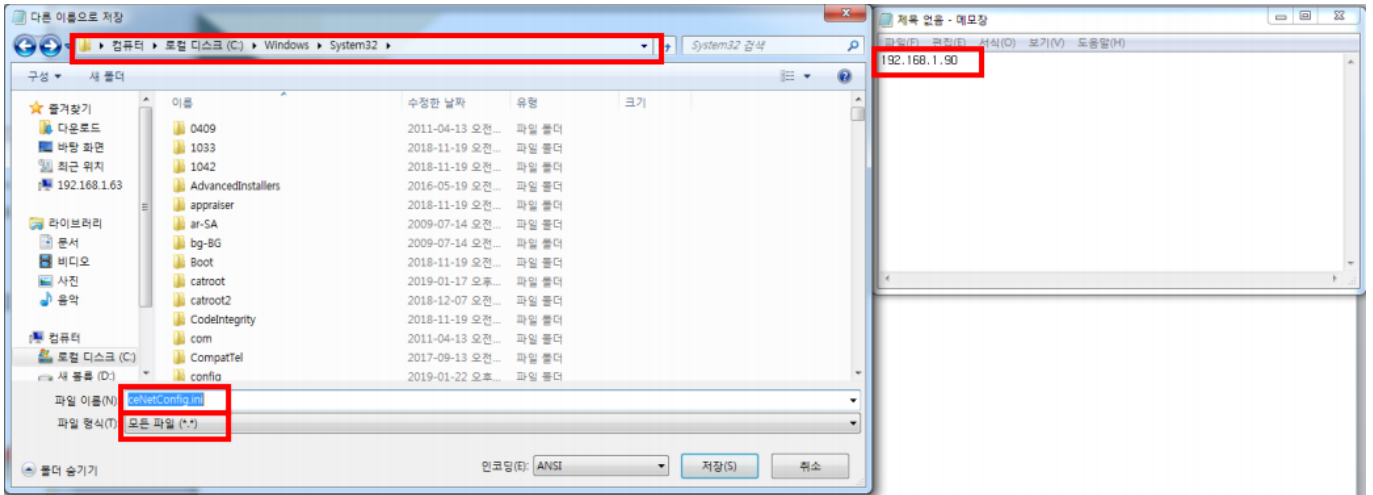 다른 이름으로 저장
컴퓨터 ▸ 로컬 디스크 (C:) ▸ Windows ▸ System32 ▸
System32 검색
구성 새 폴더
이름 수정한 날짜 유형 크기
즐겨찾기
다운로드
바탕 화면
최근 위치
192.168.1.63
라이브러리
문서
비디오
사진
음악
컴퓨터
로컬 디스크 (C:)
새 볼륨 (D:)
0409 2011-04-13 오전... 파일 폴더
1033 2018-11-19 오전... 파일 폴더
1042 2018-11-19 오전... 파일 폴더
AdvancedInstallers 2016-05-19 오전... 파일 폴더
appraiser 2018-11-19 오전... 파일 폴더
ar-SA 2009-07-14 오전... 파일 폴더
bg-BG 2009-07-14 오전... 파일 폴더
Boot 2018-11-19 오전... 파일 폴더
catroot 2019-01-17 오후... 파일 폴더
catroot2 2018-12-07 오전... 파일 폴더
CodeIntegrity 2018-11-19 오전... 파일 폴더
com 2011-04-13 오전... 파일 폴더
CompatTel 2017-09-13 오전... 파일 폴더
config 2019-01-22 오후... 파일 폴더
파일 이름(N): ceNetConfig.ini
파일 형식(T): 모든 파일 (*.*)
폴더 숨기기
인코딩(E): ANSI
저장(S)
취소
제목 없음 - 메모장
파일(F) 편집(E) 서식(O) 보기(V) 도움말(H)
192.168.1.90